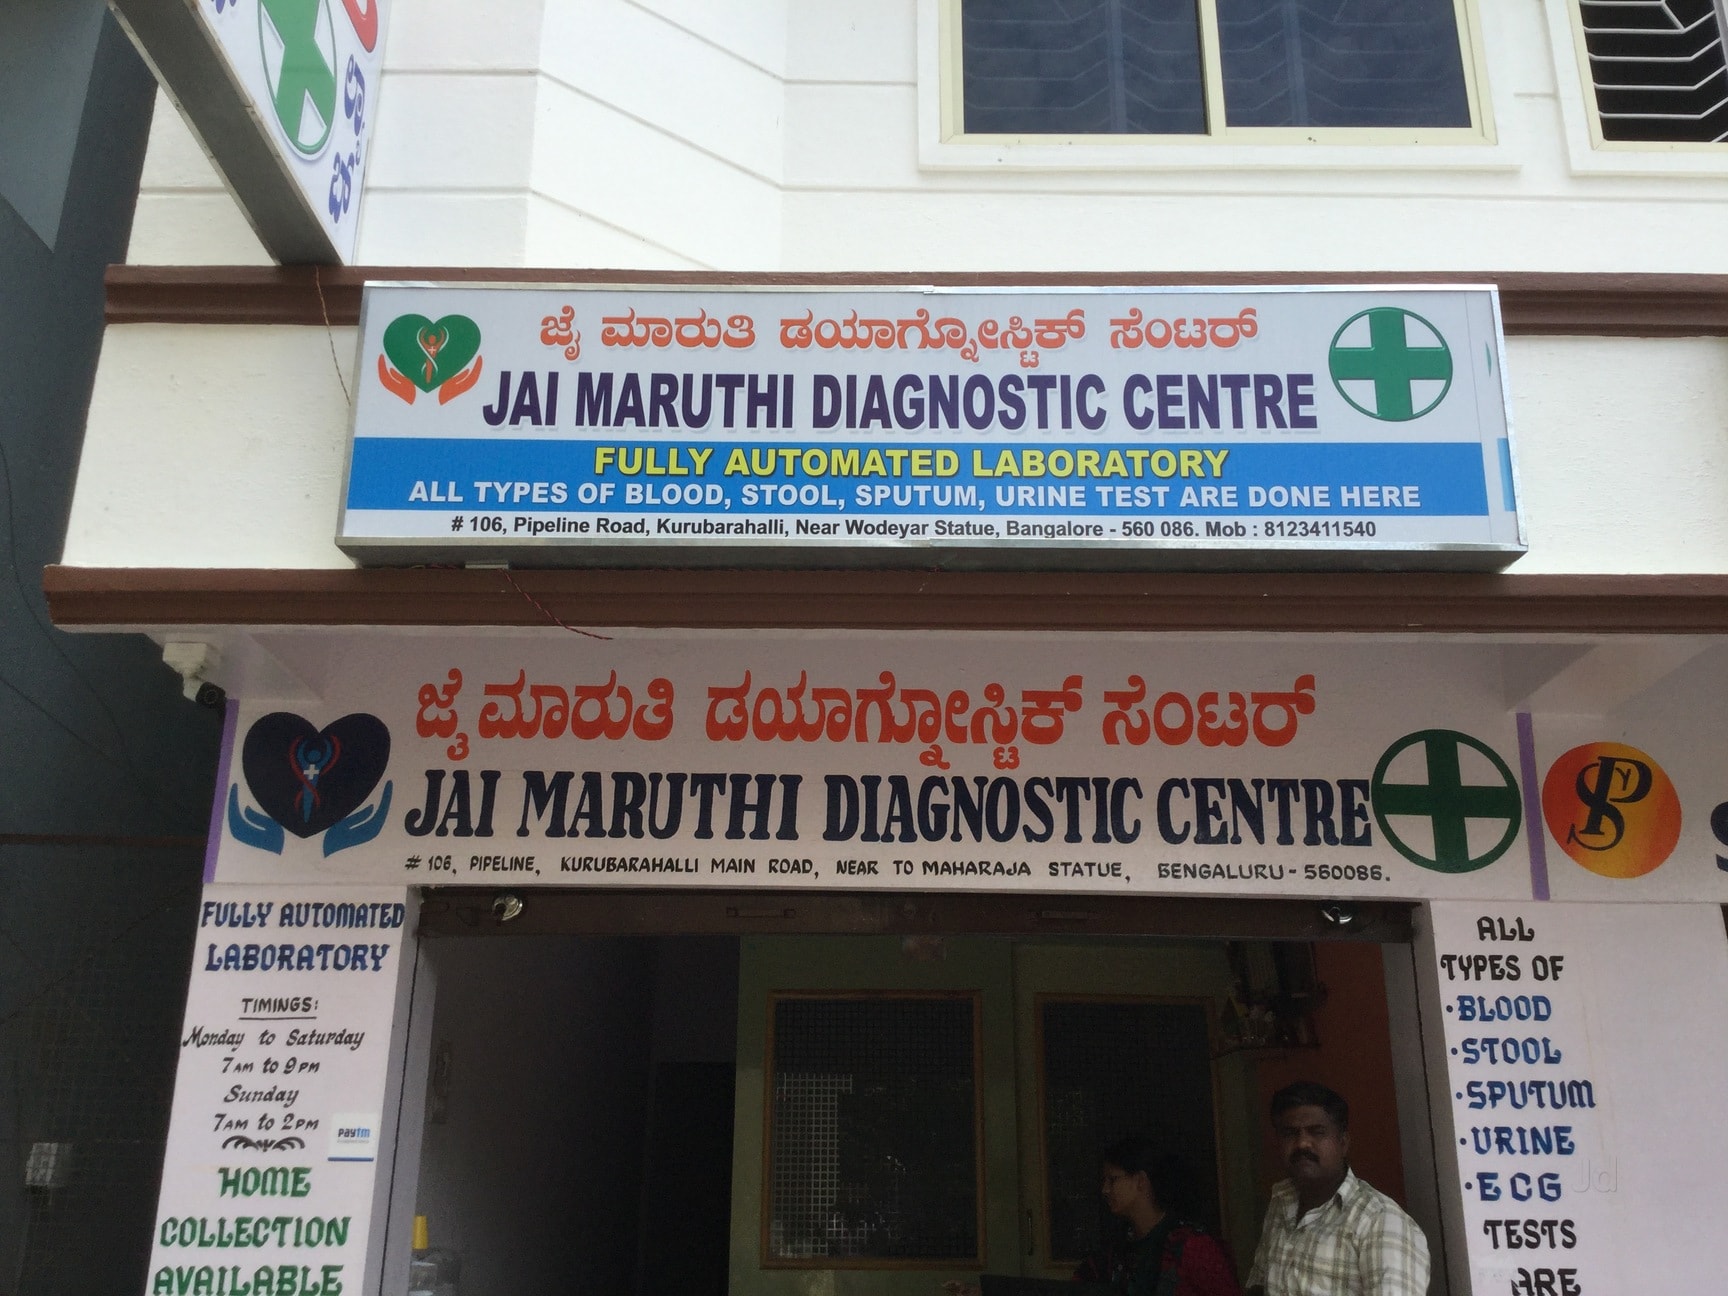 ಜೈ ಮಾರುತಿ ಡಯಾಗ್ನೋಸ್ಟಿಕ್ ಸೆಂಟರ್
JAI MARUTHI DIAGNOSTIC CENTRE
FULLY AUTOMATED LABORATORY
ALL TYPES OF BLOOD, STOOL, SPUTUM, URINE TEST ARE DONE HERE
# 106, Pipeline Road, Kurubarahalli, Near Wodeyar Statue, Bangalore - 560 086. Mob : 8123411540
ಜೈ ಮಾರುತಿ ಡಯಾಗ್ನೋಸ್ಟಿಕ್ ಸೆಂಟರ್
JAI MARUTHI DIAGNOSTIC CENTRE
# 106, PIPELINE, KURUBARAHALLI MAIN ROAD, NEAR TO MAHARAJA STATUE, BENGALURU - 560086.
FULLY AUTOMATED
LABORATORY
TIMINGS:
Monday to Saturday
7AM to 9PM
Sunday
7AM to 2PM
paytm
HOME
COLLECTION
AVAILABLE
ALL
TYPES OF
·BLOOD
·STOOL
·SPUTUM
·URINE
·ECG
TESTS
ARE
Jd